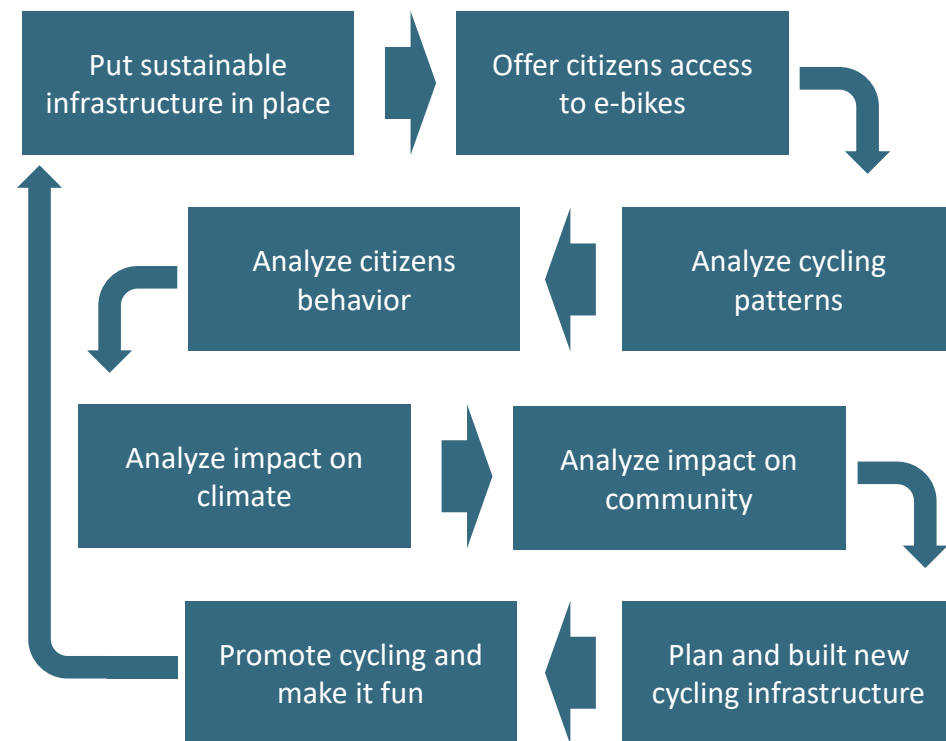 Put sustainable
infrastructure in place
Offer citizens access
to e-bikes
Analyze cycling
patterns
Analyze citizens
behavior
Analyze impact on
climate
Analyze impact on
community
Plan and built new
cycling infrastructure
Promote cycling and
make it fun